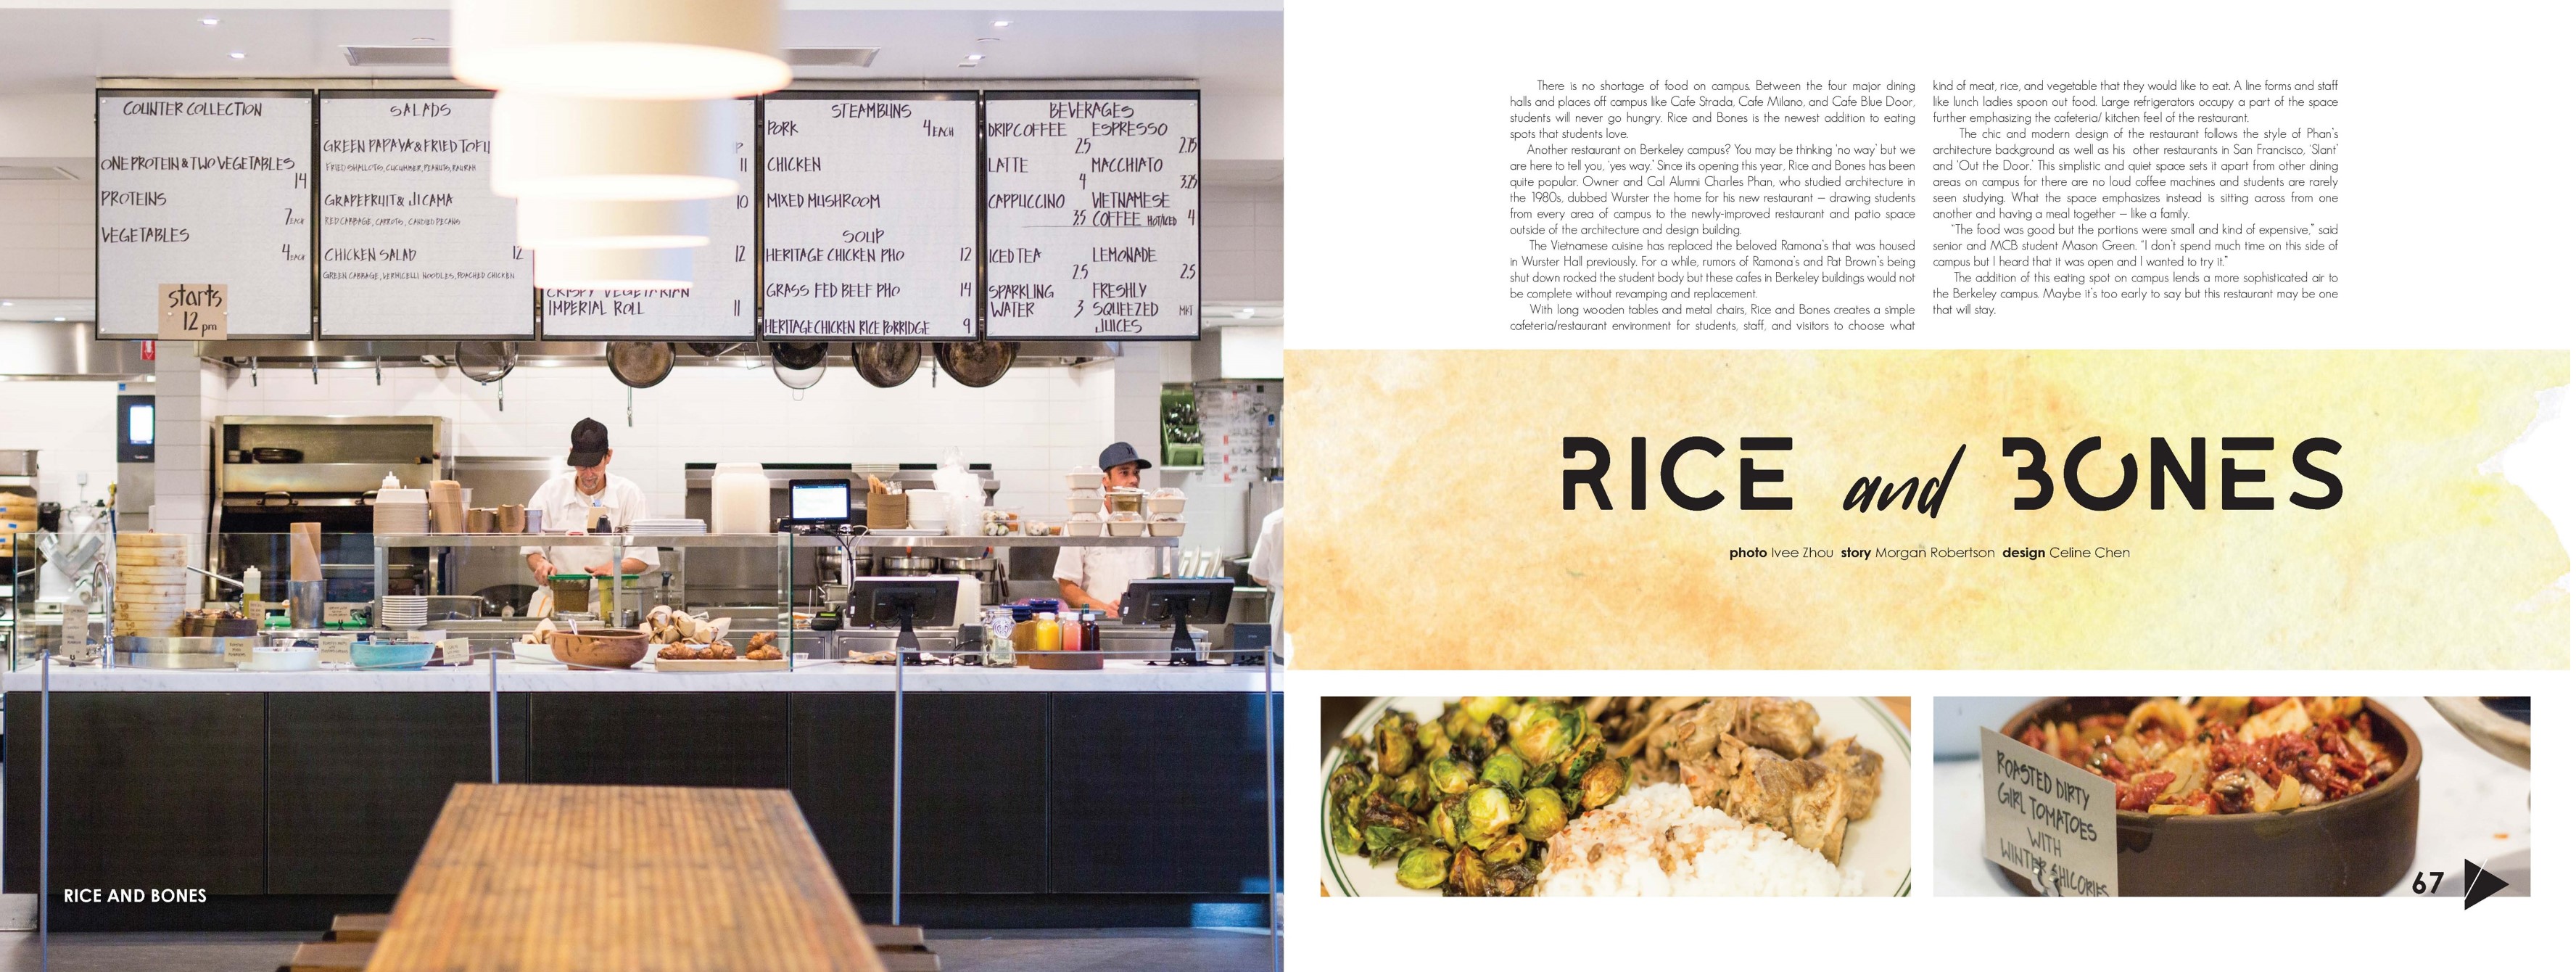 COUNTER COLLECTION
ONE PROTEIN & TWO VEGETABLES
14
PROTEINS
7 EACH
VEGETABLES
4 EACH
starts
12 pm
SALADS
GREEN PAPAYA & FRIED TOFU
FRIED SHALLOTS, CUCUMBER, PEANUTS, RAU RAM
GRAPEFRUIT & JICAMA
RED CABBAGE, CARROTS, CANDIED PECANS
CHICKEN SALAD 12
GREEN CABBAGE, VERMICELLI NOODLES, POACHED CHICKEN
P
11
10
12
CRISPY VEGETARIAN
IMPERIAL ROLL 11
STEAMBUNS
PORK 4 EACH
CHICKEN
MIXED MUSHROOM
SOUP
HERITAGE CHICKEN PHO 12
GRASS FED BEEF PHO 14
HERITAGE CHICKEN RICE PORRIDGE 9
BEVERAGES
DRIP COFFEE ESPRESSO
2.5 2.75
LATTE MACCHIATO
4 3.25
CAPPUCCINO VIETNAMESE
3.5 COFFEE HOT/ICED 4
ICED TEA LEMONADE
2.5 2.5
SPARKLING FRESHLY
WATER 3 SQUEEZED MKT
JUICES
RICE AND BONES
There is no shortage of food on campus. Between the four major dining
halls and places off campus like Cafe Strada, Cafe Milano, and Cafe Blue Door,
students will never go hungry. Rice and Bones is the newest addition to eating
spots that students love.
Another restaurant on Berkeley campus? You may be thinking 'no way' but we
are here to tell you, 'yes way.' Since its opening this year, Rice and Bones has been
quite popular. Owner and Cal Alumni Charles Phan, who studied architecture in
the 1980s, dubbed Wurster the home for his new restaurant – drawing students
from every area of campus to the newly-improved restaurant and patio space
outside of the architecture and design building.
The Vietnamese cuisine has replaced the beloved Ramona's that was housed
in Wurster Hall previously. For a while, rumors of Ramona's and Pat Brown's being
shut down rocked the student body but these cafes in Berkeley buildings would not
be complete without revamping and replacement.
With long wooden tables and metal chairs, Rice and Bones creates a simple
cafeteria/restaurant environment for students, staff, and visitors to choose what
kind of meat, rice, and vegetable that they would like to eat. A line forms and staff
like lunch ladies spoon out food. Large refrigerators occupy a part of the space
further emphasizing the cafeteria/ kitchen feel of the restaurant.
The chic and modern design of the restaurant follows the style of Phan's
architecture background as well as his other restaurants in San Francisco, 'Slant'
and 'Out the Door.' This simplistic and quiet space sets it apart from other dining
areas on campus for there are no loud coffee machines and students are rarely
seen studying. What the space emphasizes instead is sitting across from one
another and having a meal together – like a family.
"The food was good but the portions were small and kind of expensive," said
senior and MCB student Mason Green. "I don't spend much time on this side of
campus but I heard that it was open and I wanted to try it."
The addition of this eating spot on campus lends a more sophisticated air to
the Berkeley campus. Maybe it's too early to say but this restaurant may be one
that will stay.
RICE and BONES
photo Ivee Zhou story Morgan Robertson design Celine Chen
ROASTED DIRTY
GIRL TOMATOES
WITH
WINTER CHICORIES
67